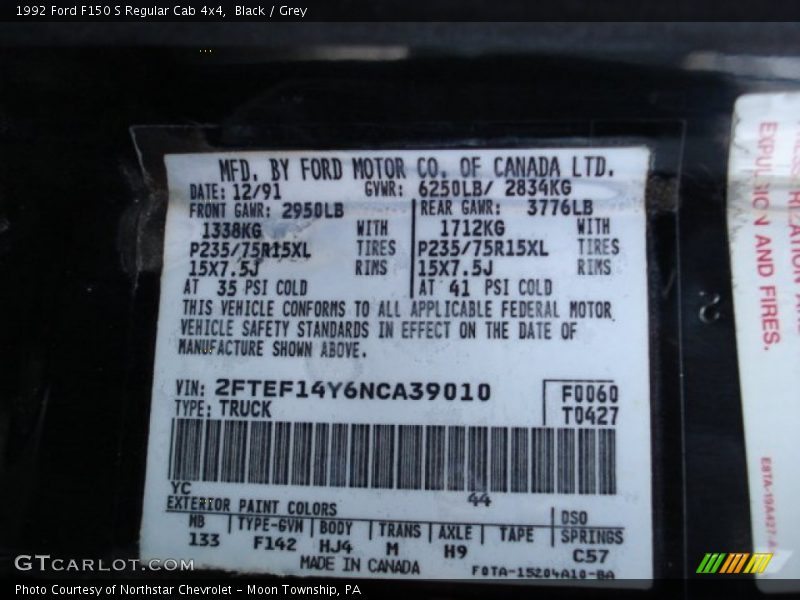 1992 Ford F150 S Regular Cab 4x4, Black / Grey
MFD. BY FORD MOTOR CO. OF CANADA LTD.
DATE: 12/91 GVWR: 6250LB/ 2834KG
FRONT GAWR: 2950LB REAR GAWR: 3776LB
1338KG WITH 1712KG WITH
P235/75R15XL TIRES P235/75R15XL TIRES
15X7.5J RIMS 15X7.5J RIMS
AT 35 PSI COLD AT 41 PSI COLD
THIS VEHICLE CONFORMS TO ALL APPLICABLE FEDERAL MOTOR
VEHICLE SAFETY STANDARDS IN EFFECT ON THE DATE OF
MANUFACTURE SHOWN ABOVE.
VIN: 2FTEF14Y6NCA39010 F0060
TYPE: TRUCK T0427
YC 44
EXTERIOR PAINT COLORS DSO
WB TYPE-GVW BODY TRANS AXLE TAPE SPRINGS
133 F142 HJ4 M H9 C57
MADE IN CANADA F0TA-15204A10-BA
EXPULSION AND FIRES.
GTCARLOT.COM
Photo Courtesy of Northstar Chevrolet - Moon Township, PA